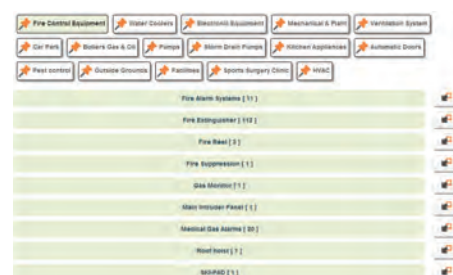 Fire Control Equipment Water Coolers Electronic Equipment Mechanical & Plant Ventilation System
Car Park Boilers Gas & Oil Pumps Storm Drain Pumps Kitchen Appliances Automatic Doors
Pest control Outside Grounds Facilities Sports Surgery Clinic HVAC
Fire Alarm Systems [ 11 ]
Fire Extinguisher [ 112 ]
Fire Reel [ 2 ]
Fire Suppression [ 1 ]
Gas Monitor [ 1 ]
Main Intruder Panel [ 1 ]
Medical Gas Alarms [ 50 ]
Roof hoist [ 1 ]